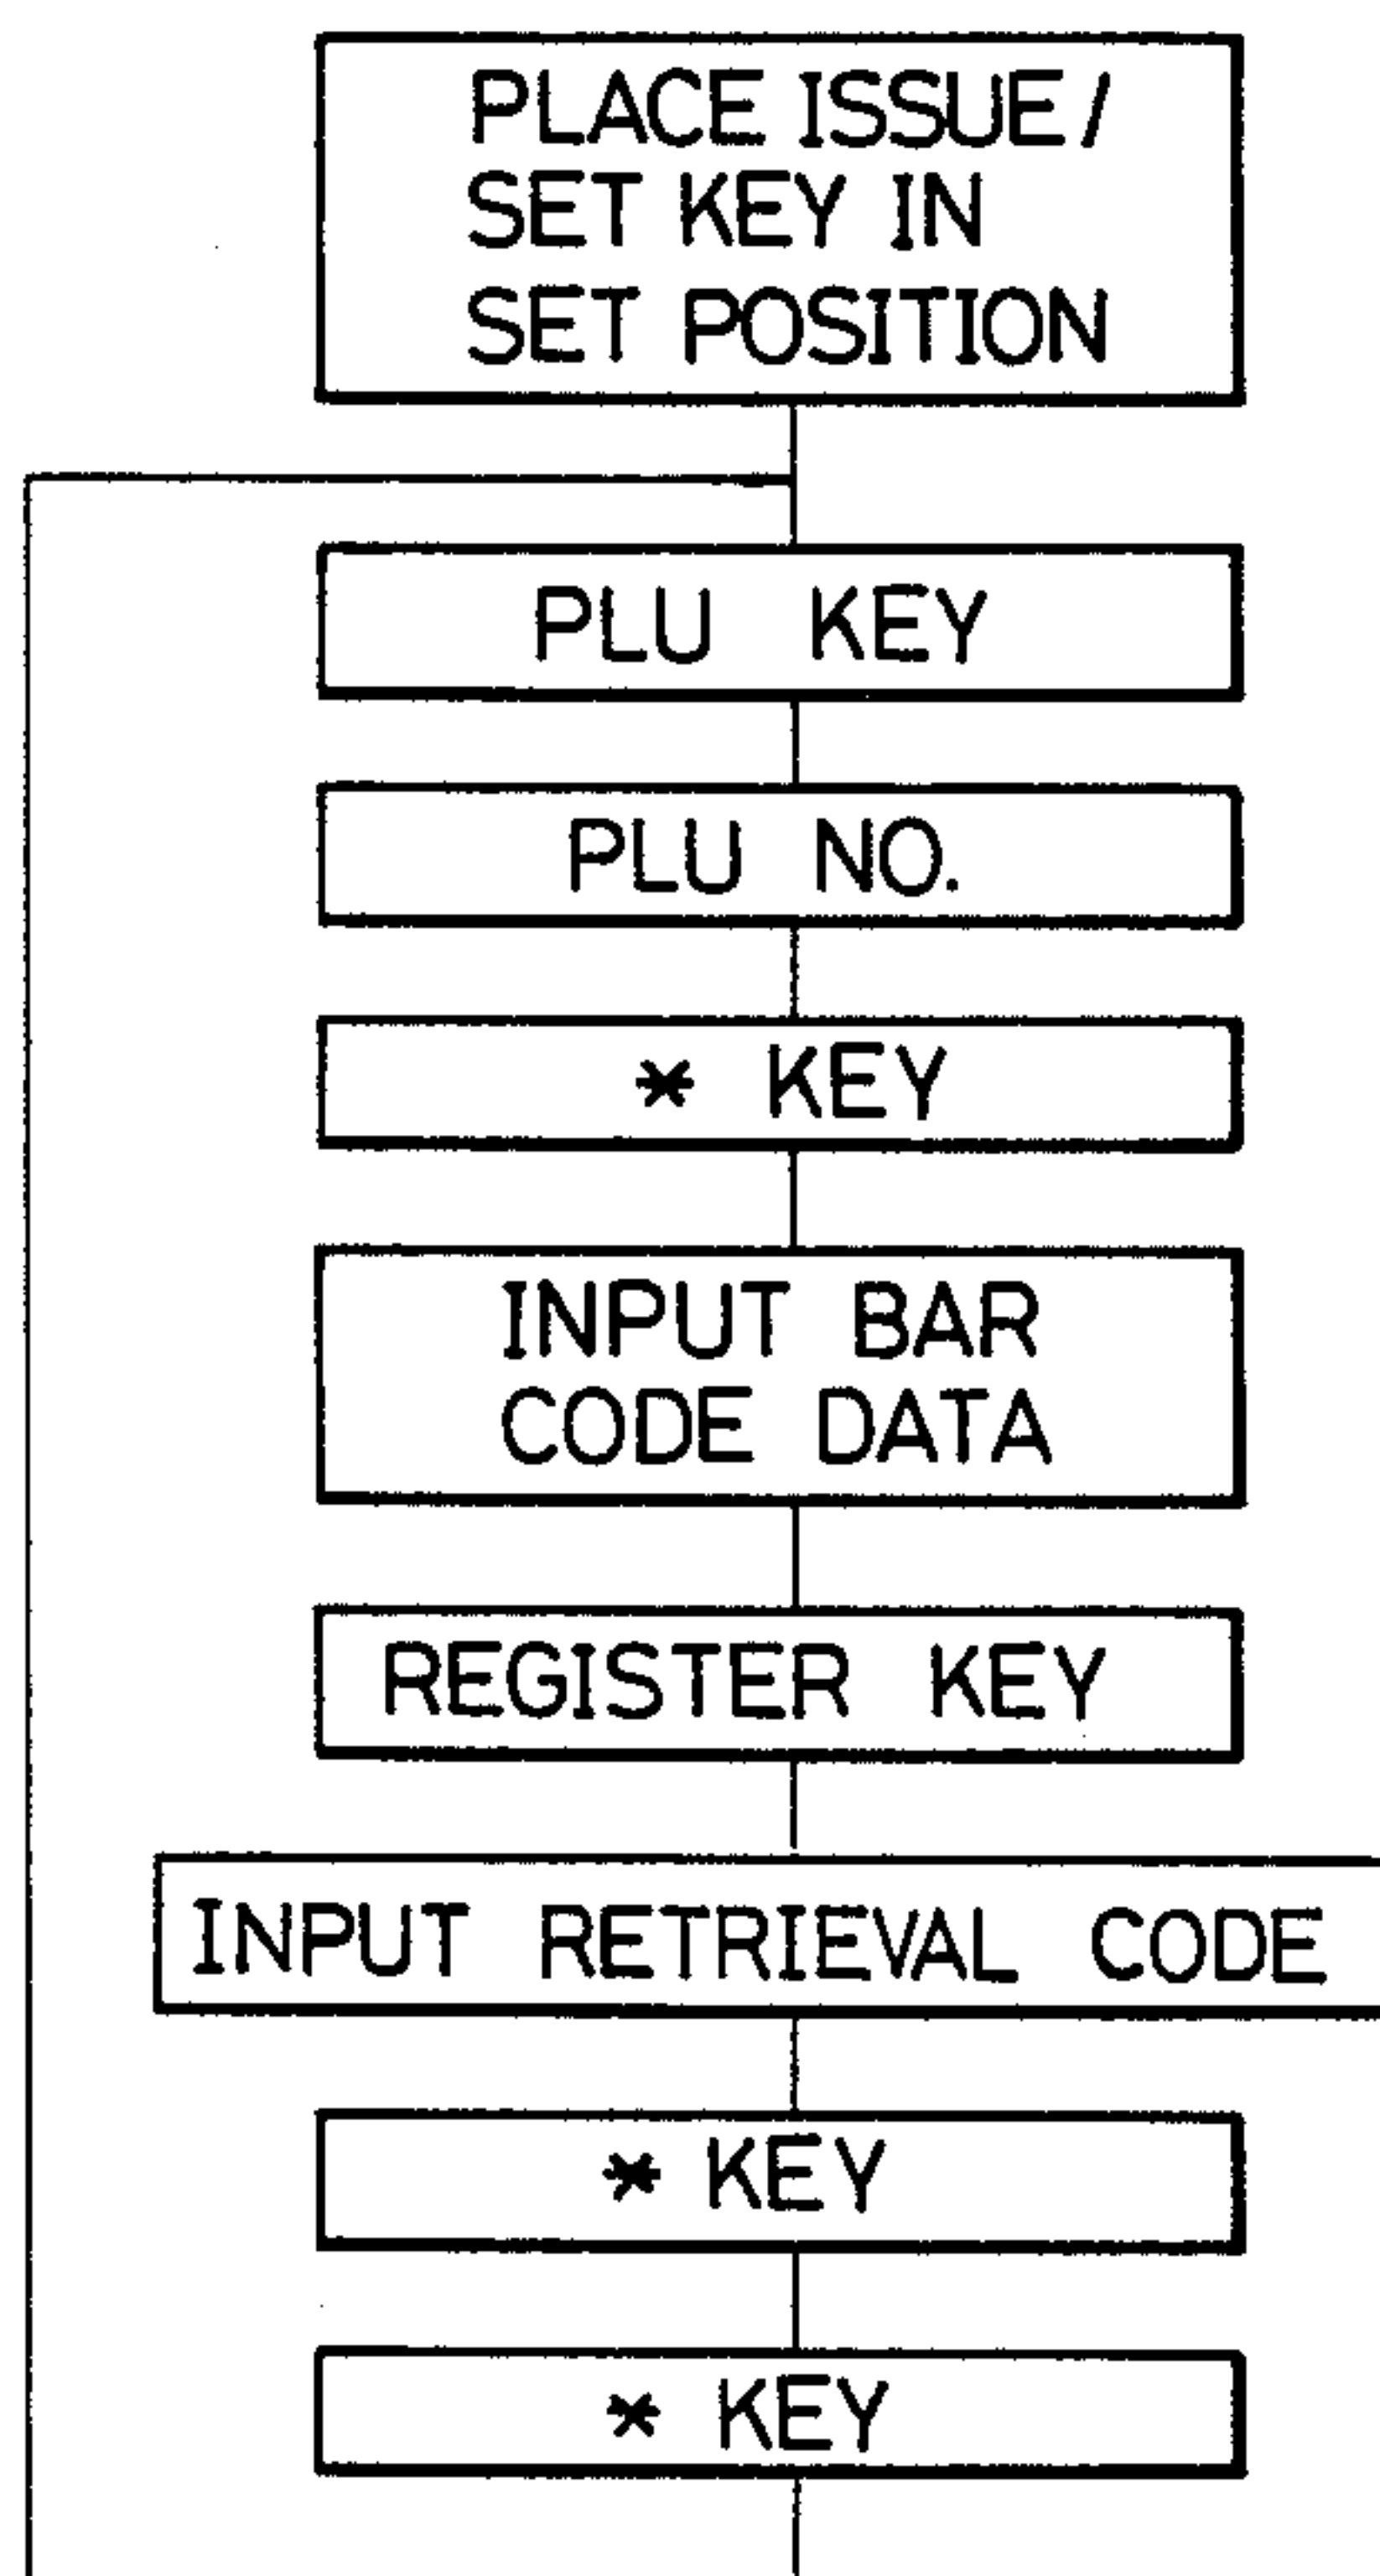 PLACE ISSUE/
SET KEY IN
SET POSITION
PLU KEY
PLU NO.
* KEY
INPUT BAR
CODE DATA
REGISTER KEY
INPUT RETRIEVAL CODE
* KEY
* KEY